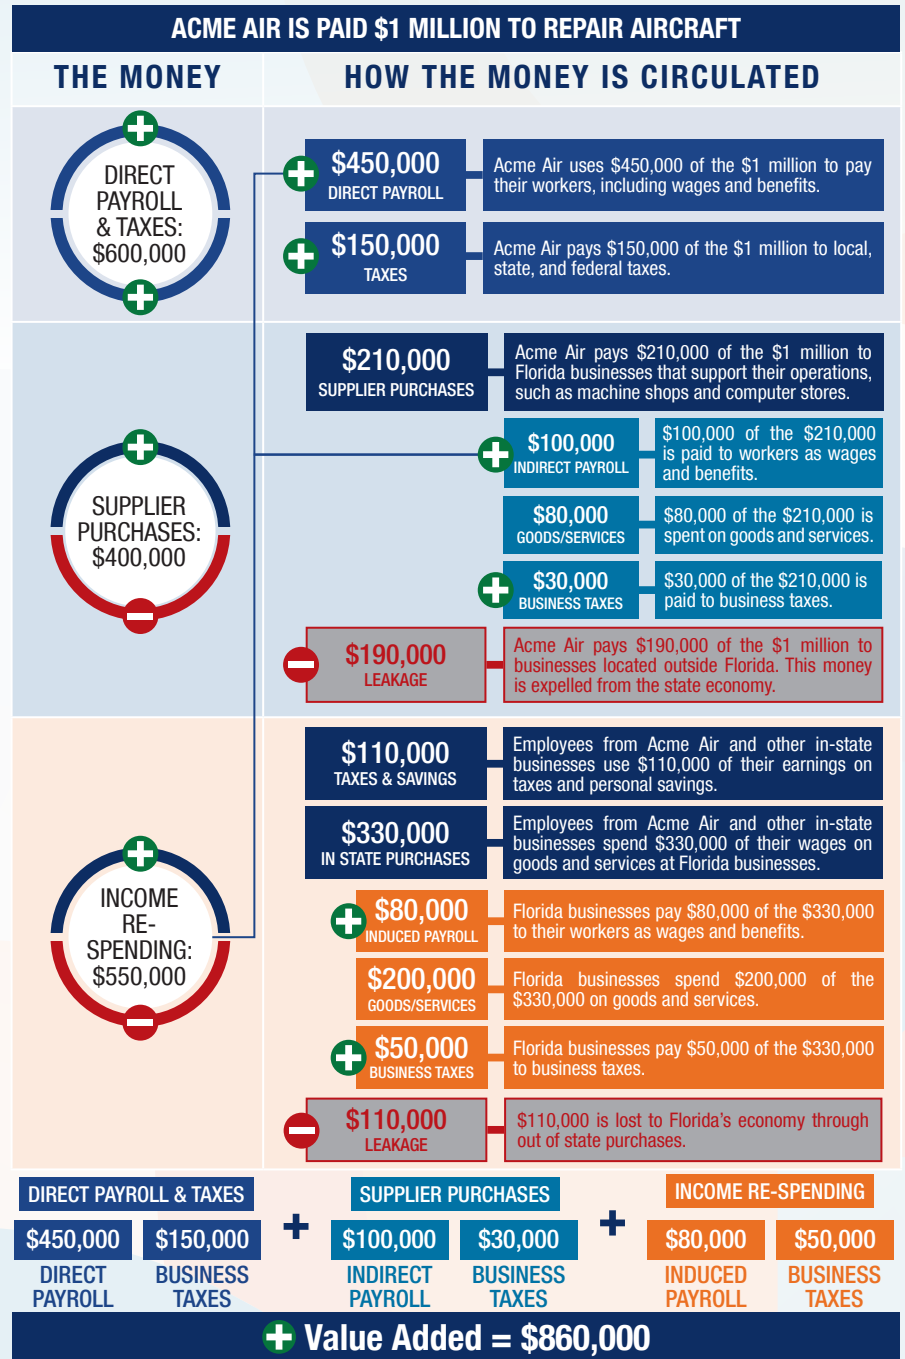 ACME AIR IS PAID $1 MILLION TO REPAIR AIRCRAFT
THE MONEY
HOW THE MONEY IS CIRCULATED
DIRECT
PAYROLL
& TAXES:
$600,000
$450,000
DIRECT PAYROLL
Acme Air uses $450,000 of the $1 million to pay
their workers, including wages and benefits.
$150,000
TAXES
Acme Air pays $150,000 of the $1 million to local,
state, and federal taxes.
SUPPLIER
PURCHASES:
$400,000
$210,000
SUPPLIER PURCHASES
Acme Air pays $210,000 of the $1 million to
Florida businesses that support their operations,
such as machine shops and computer stores.
$100,000
INDIRECT PAYROLL
$100,000 of the $210,000
is paid to workers as wages
and benefits.
$80,000
GOODS/SERVICES
$80,000 of the $210,000 is
spent on goods and services.
$30,000
BUSINESS TAXES
$30,000 of the $210,000 is
paid to business taxes.
$190,000
LEAKAGE
Acme Air pays $190,000 of the $1 million to
businesses located outside Florida. This money
is expelled from the state economy.
INCOME
RE-
SPENDING:
$550,000
$110,000
TAXES & SAVINGS
Employees from Acme Air and other in-state
businesses use $110,000 of their earnings on
taxes and personal savings.
$330,000
IN STATE PURCHASES
Employees from Acme Air and other in-state
businesses spend $330,000 of their wages on
goods and services at Florida businesses.
$80,000
INDUCED PAYROLL
Florida businesses pay $80,000 of the $330,000
to their workers as wages and benefits.
$200,000
GOODS/SERVICES
Florida businesses spend $200,000 of the
$330,000 on goods and services.
$50,000
BUSINESS TAXES
Florida businesses pay $50,000 of the $330,000
to business taxes.
$110,000
LEAKAGE
$110,000 is lost to Florida's economy through
out of state purchases.
DIRECT PAYROLL & TAXES
$450,000
DIRECT
PAYROLL
$150,000
BUSINESS
TAXES
+
SUPPLIER PURCHASES
$100,000
INDIRECT
PAYROLL
$30,000
BUSINESS
TAXES
+
INCOME RE-SPENDING
$80,000
INDUCED
PAYROLL
$50,000
BUSINESS
TAXES
+ Value Added = $860,000